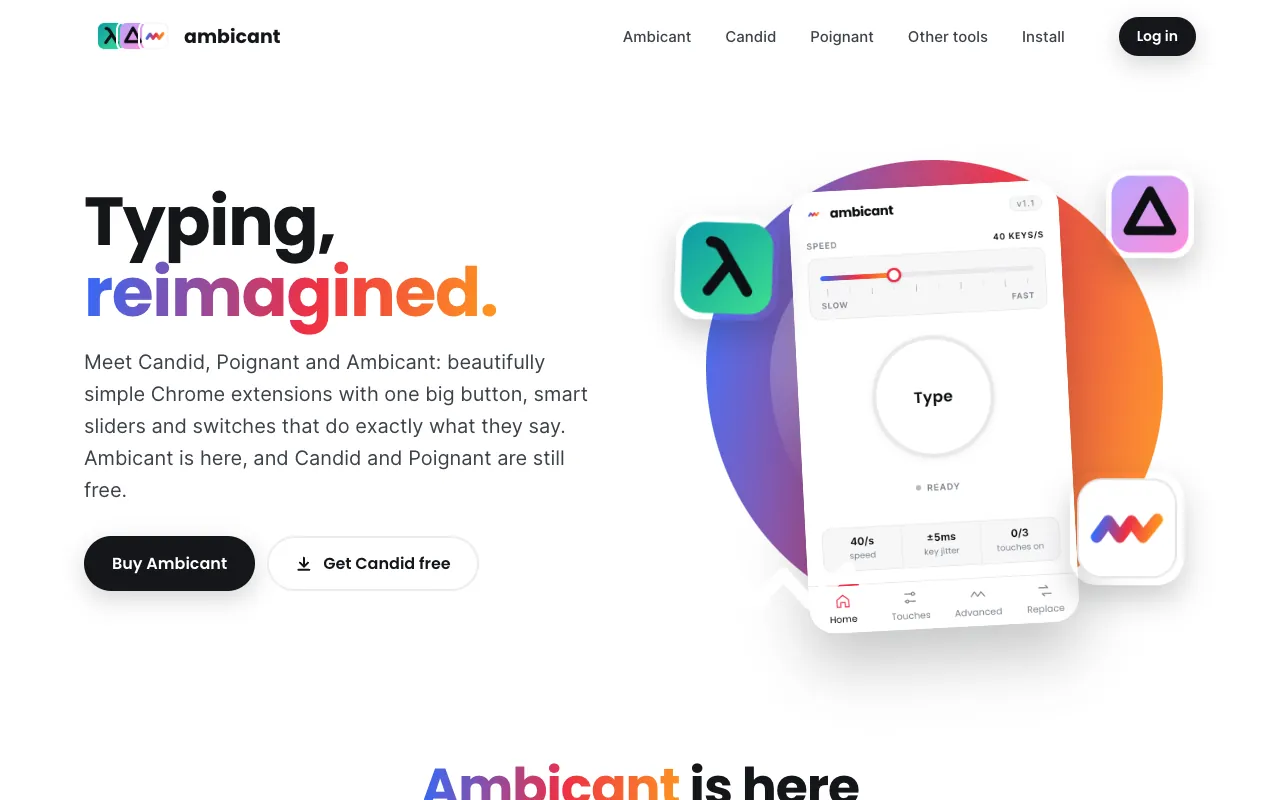 ambicant
Ambicant
Candid
Poignant
Other tools
Install
Log in
Typing,
reimagined.
Meet Candid, Poignant and Ambicant: beautifully
simple Chrome extensions with one big button, smart
sliders and switches that do exactly what they say.
Ambicant is here, and Candid and Poignant are still
free.
Buy Ambicant
Get Candid free
λ
ambicant
v1.1
SPEED
40 KEYS/S
SLOW
FAST
Type
READY
40/s
speed
±5ms
key jitter
0/3
touches on
Home
Touches
Advanced
Replace
Ambicant is here